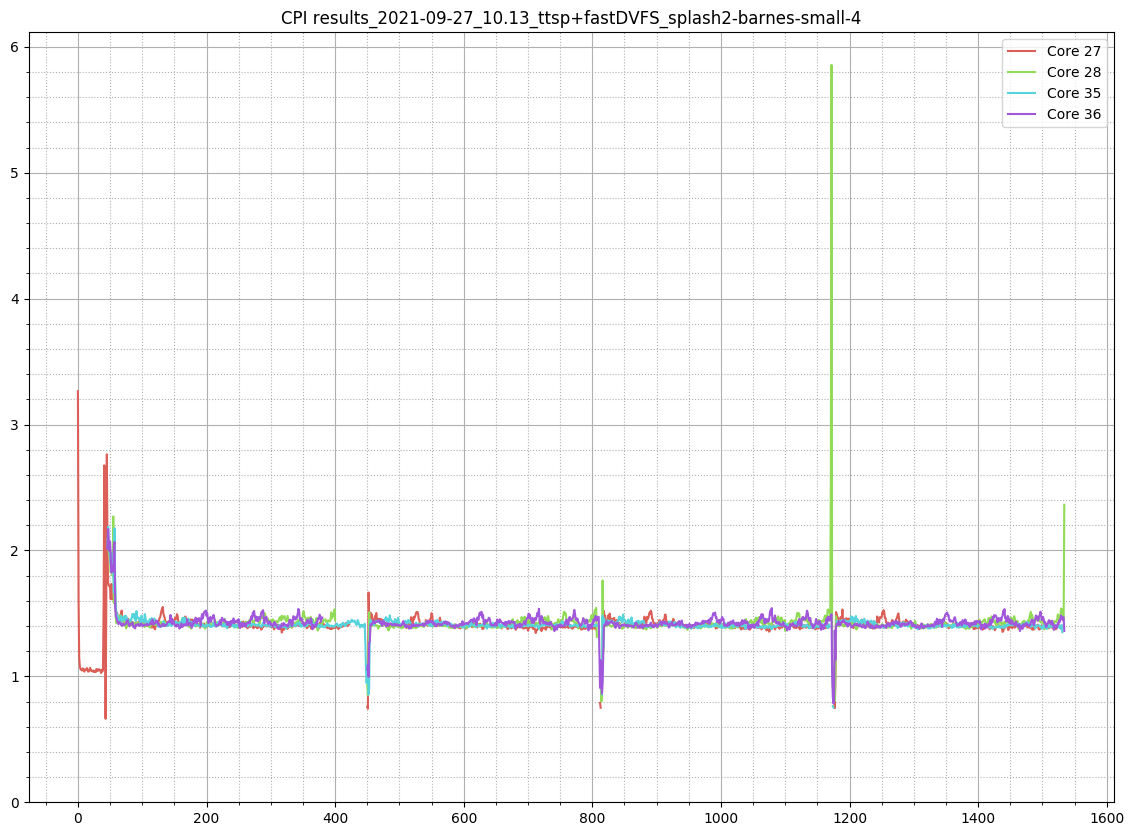 CPI results_2021-09-27_10.13_ttsp+fastDVFS_splash2-barnes-small-4
Core 27
Core 28
Core 35
Core 36
6
5
4
3
2
1
0
0 200 400 600 800 1000 1200 1400 1600